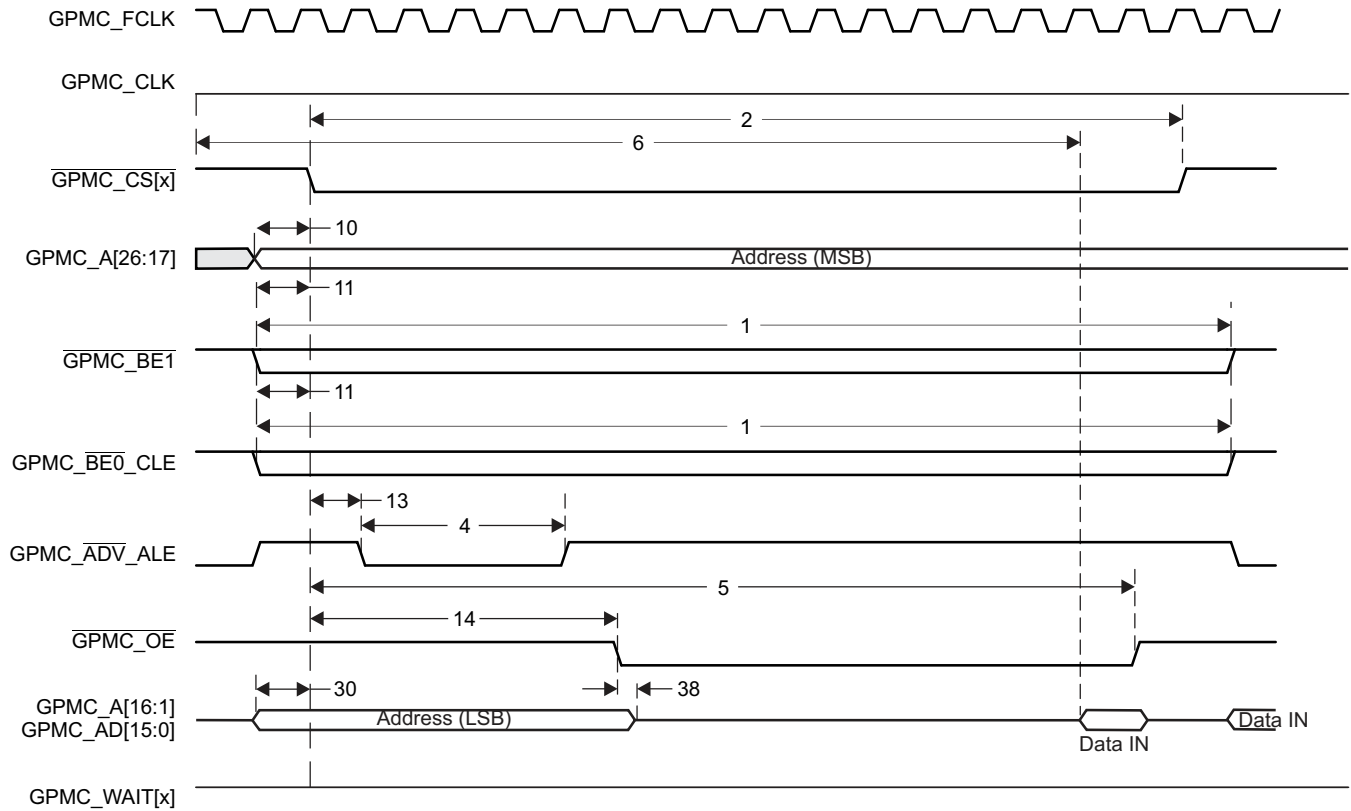 GPMC_FCLK
GPMC_CLK
2
6
GPMC_CS[x]
10
GPMC_A[26:17]
Address (MSB)
11
1
GPMC_BE1
11
1
GPMC_BE0_CLE
13
4
GPMC_ADV_ALE
5
14
GPMC_OE
30
38
GPMC_A[16:1]
GPMC_AD[15:0]
Address (LSB)
Data IN
Data IN
GPMC_WAIT[x]